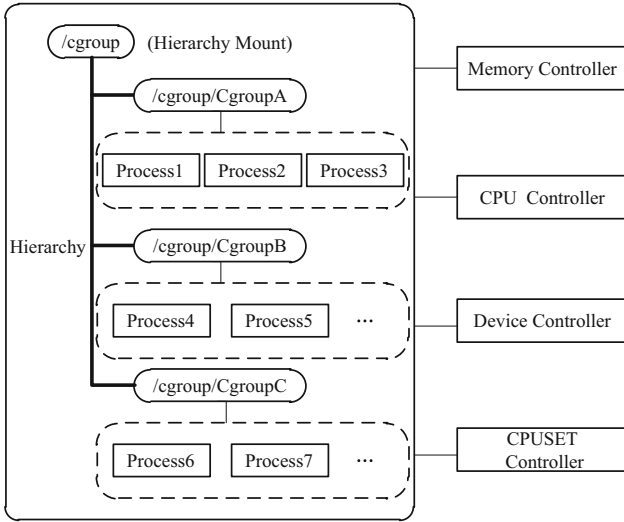 /cgroup
(Hierarchy Mount)
/cgroup/CgroupA
Process1
Process2
Process3
Hierarchy
/cgroup/CgroupB
Process4
Process5
...
/cgroup/CgroupC
Process6
Process7
...
Memory Controller
CPU Controller
Device Controller
CPUSET
Controller